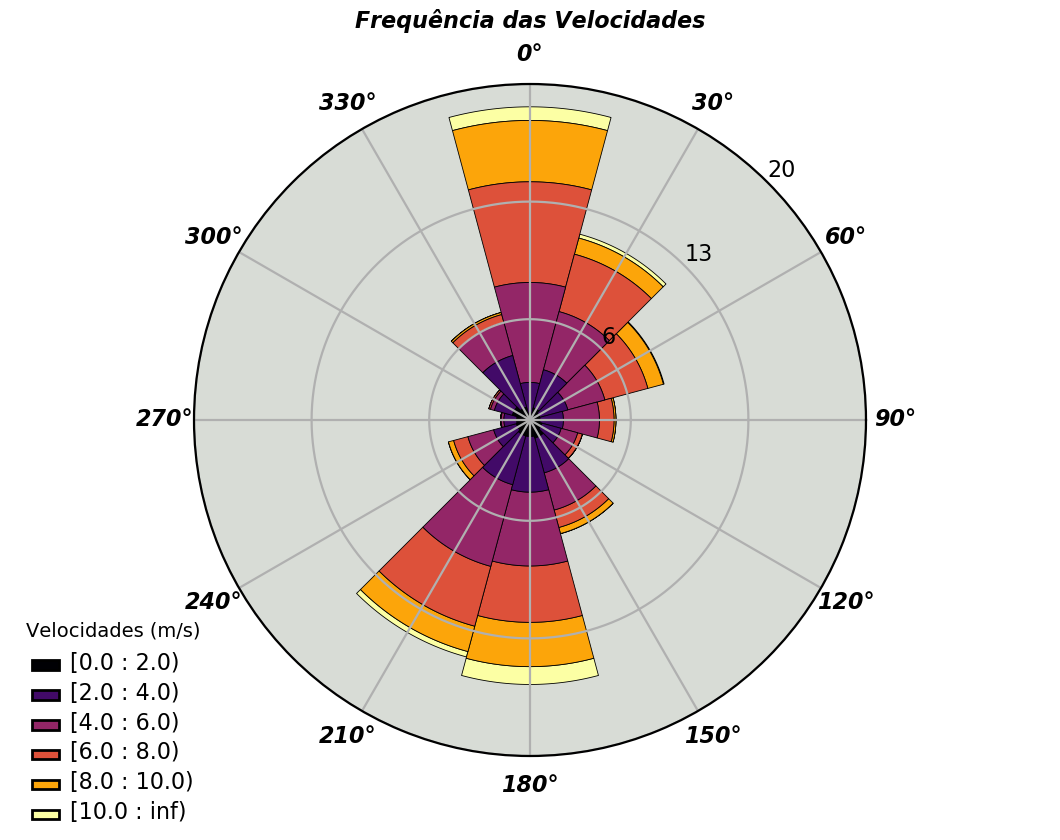 Frequência das Velocidades
0°
330°
30°
20
300°
60°
13
6
270°
90°
240°
120°
210°
150°
180°
Velocidades (m/s)
[0.0 : 2.0)
[2.0 : 4.0)
[4.0 : 6.0)
[6.0 : 8.0)
[8.0 : 10.0)
[10.0 : inf)